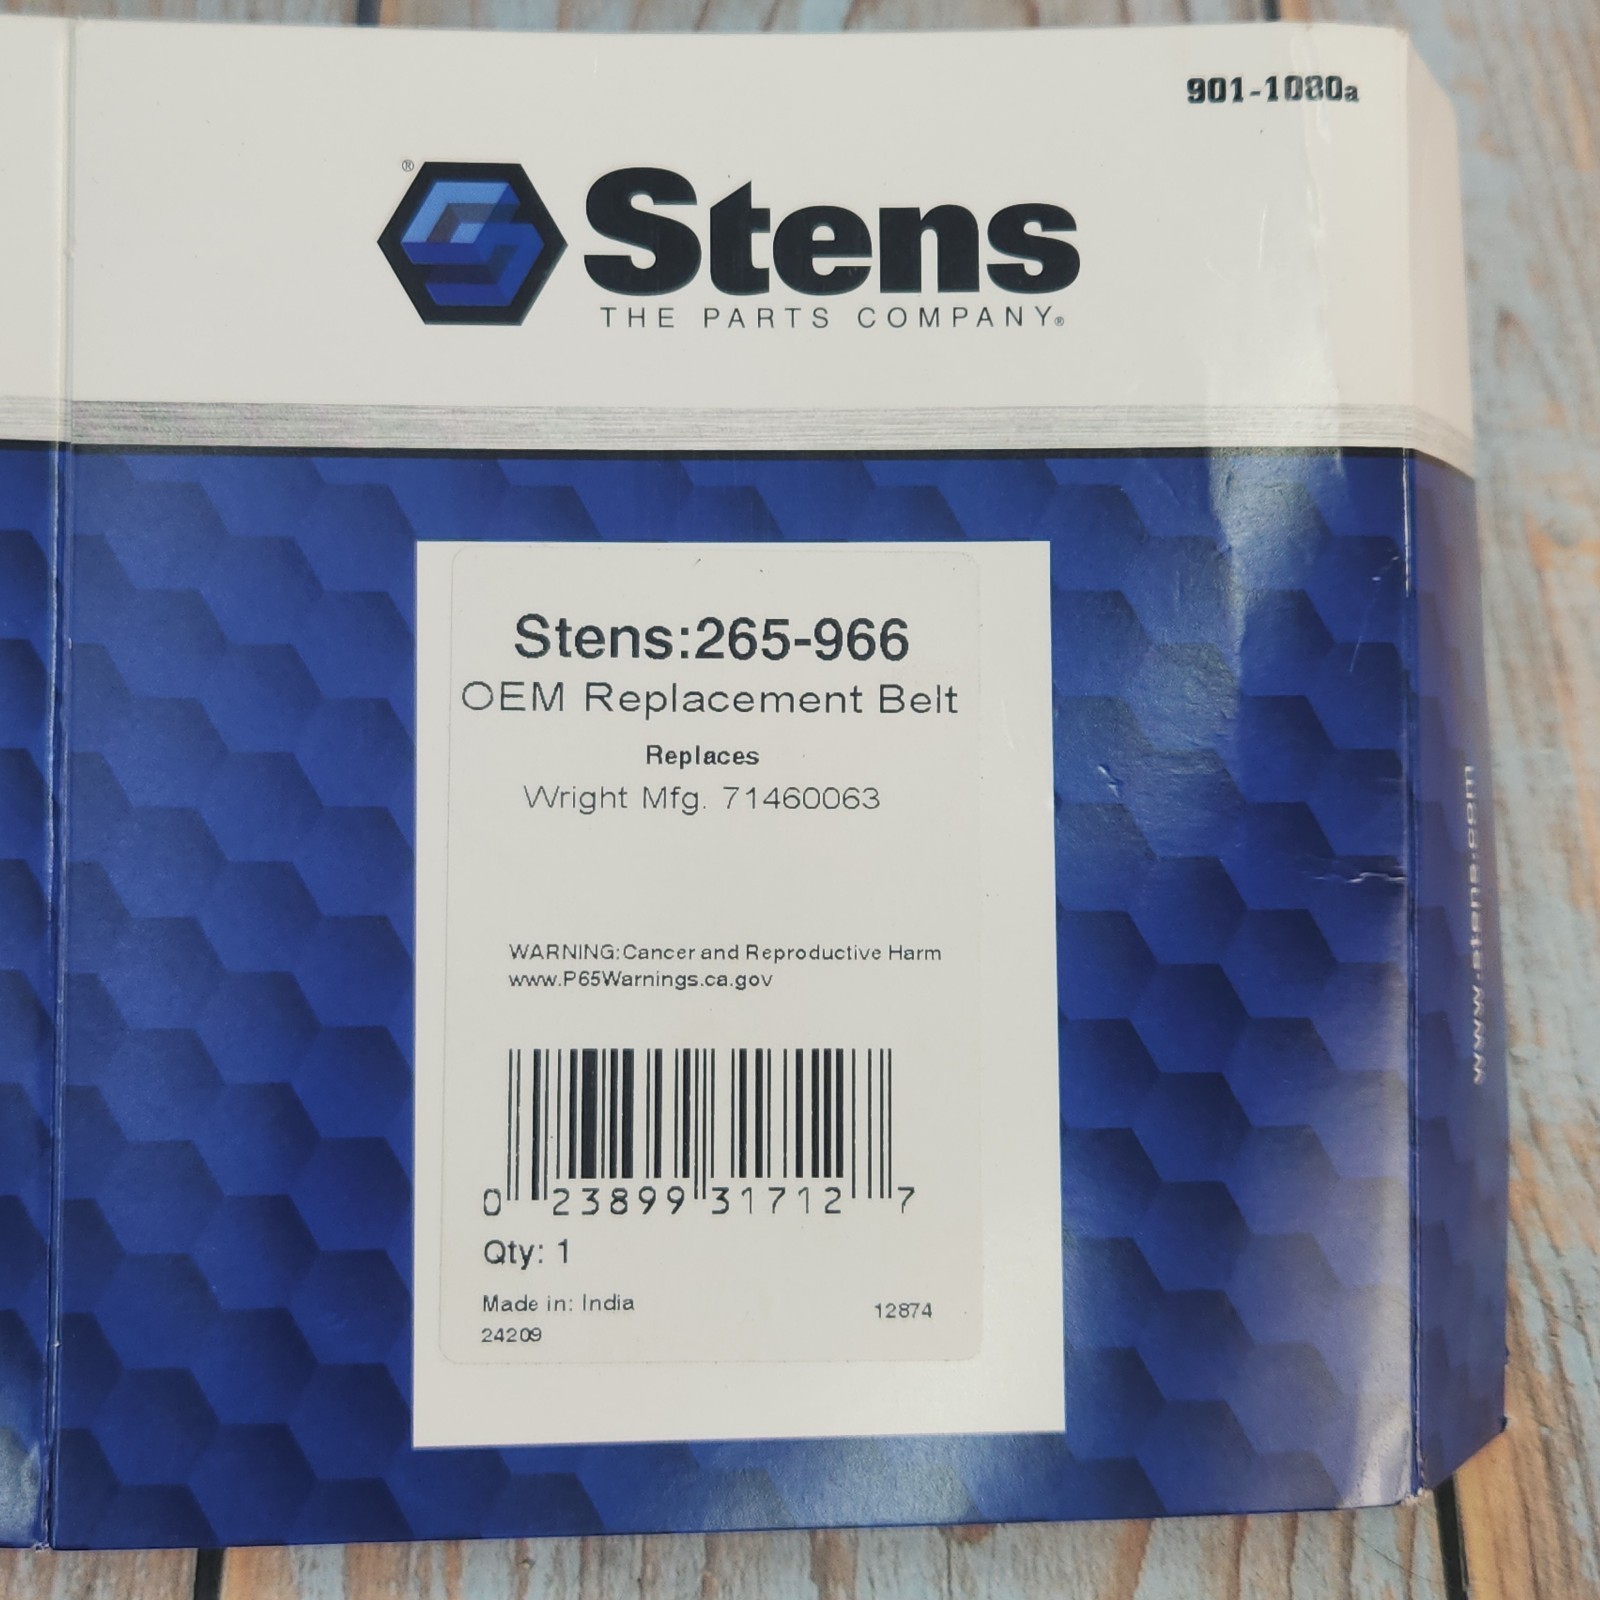 901-1080a
®
Stens
THE PARTS COMPANY®
Stens:265-966
OEM Replacement Belt
Replaces
Wright Mfg. 71460063
WARNING:Cancer and Reproductive Harm
www.P65Warnings.ca.gov
0 23899 31712 7
Qty: 1
Made in: India
12874
24209
www.stens.com